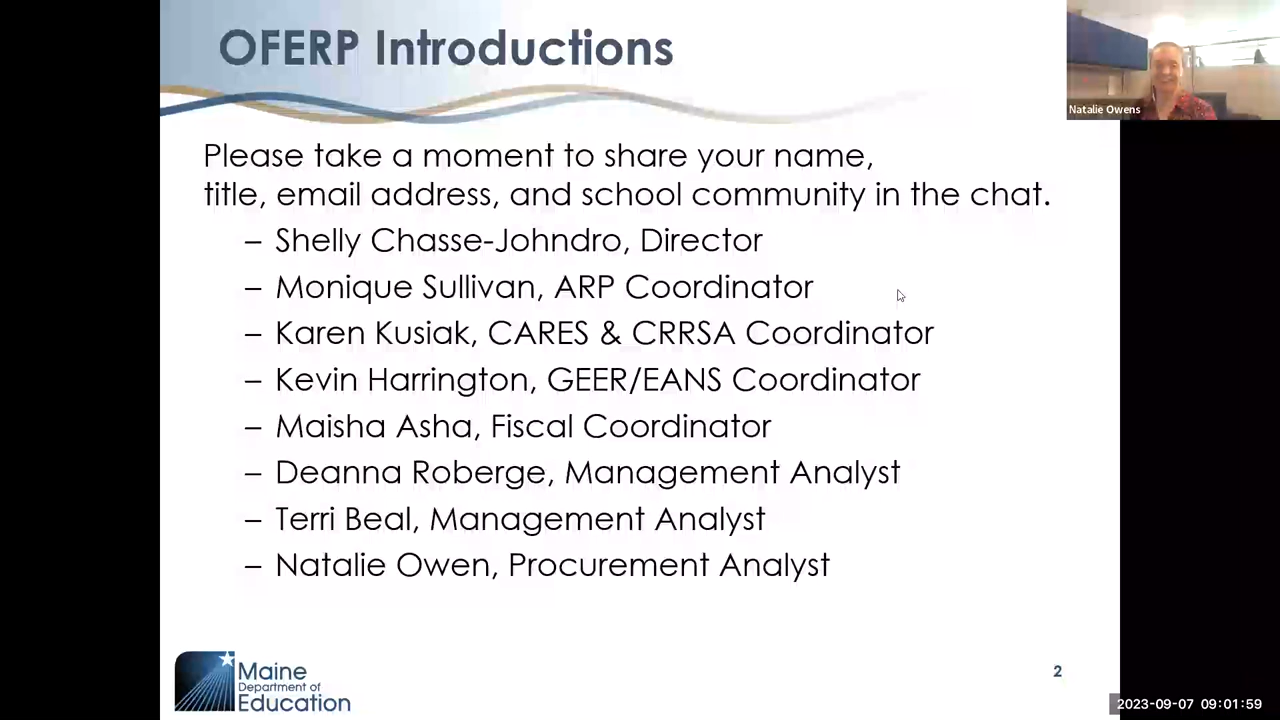 OFERP Introductions
Natalie Owens
Please take a moment to share your name,
title, email address, and school community in the chat.
– Shelly Chasse-Johndro, Director
– Monique Sullivan, ARP Coordinator
– Karen Kusiak, CARES & CRRSA Coordinator
– Kevin Harrington, GEER/EANS Coordinator
– Maisha Asha, Fiscal Coordinator
– Deanna Roberge, Management Analyst
– Terri Beal, Management Analyst
– Natalie Owen, Procurement Analyst
Maine
Department of
Education
2
2023-09-07 09:01:59